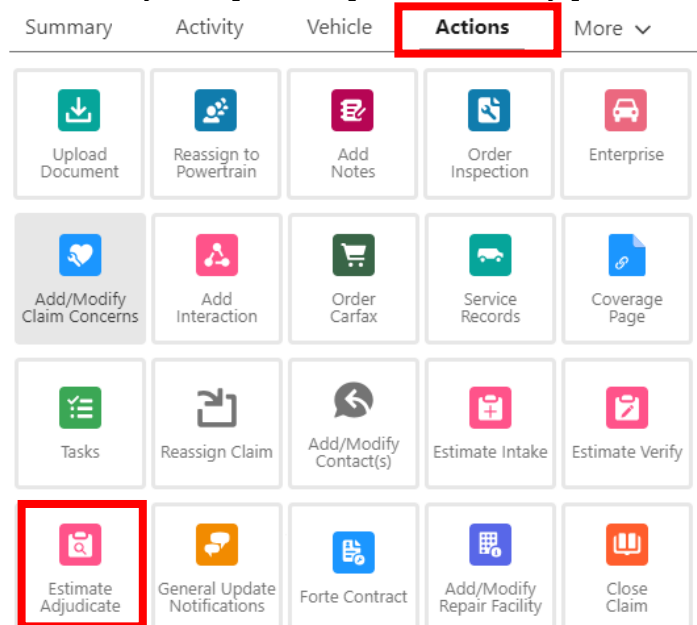 Summary Activity Vehicle Actions More
Upload Reassign to Add Order Enterprise
Document Powertrain Notes Inspection
Add/Modify Add Order Service Coverage
Claim Concerns Interaction Carfax Records Page
Tasks Reassign Claim Add/Modify Estimate Intake Estimate Verify
Contact(s)
Estimate General Update Forte Contract Add/Modify Close
Adjudicate Notifications Repair Facility Claim